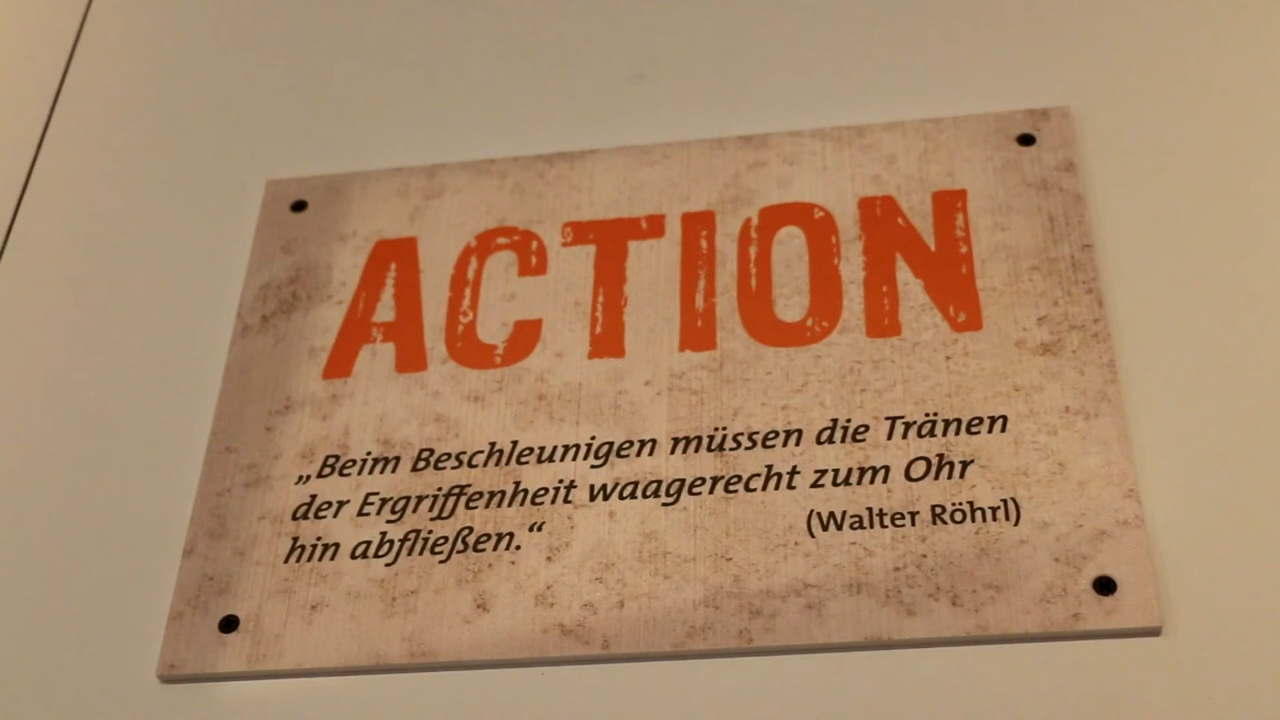 ACTION
„Beim Beschleunigen müssen die Tränen
der Ergriffenheit waagerecht zum Ohr
hin abfließen.“
(Walter Röhrl)